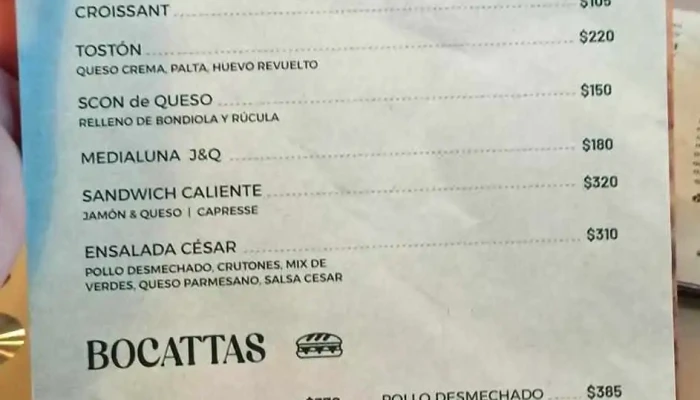 CROISSANT ........ $105
TOSTÓN ........ $220
QUESO CREMA, PALTA, HUEVO REVUELTO
SCON de QUESO ........ $150
RELLENO DE BONDIOLA Y RÚCULA
MEDIALUNA J&Q ........ $180
SANDWICH CALIENTE ........ $320
JAMÓN & QUESO | CAPRESSE
ENSALADA CÉSAR ........ $310
POLLO DESMECHADO, CRUTONES, MIX DE
VERDES, QUESO PARMESANO, SALSA CESAR
BOCATTAS
POLLO DESMECHADO ...... $385